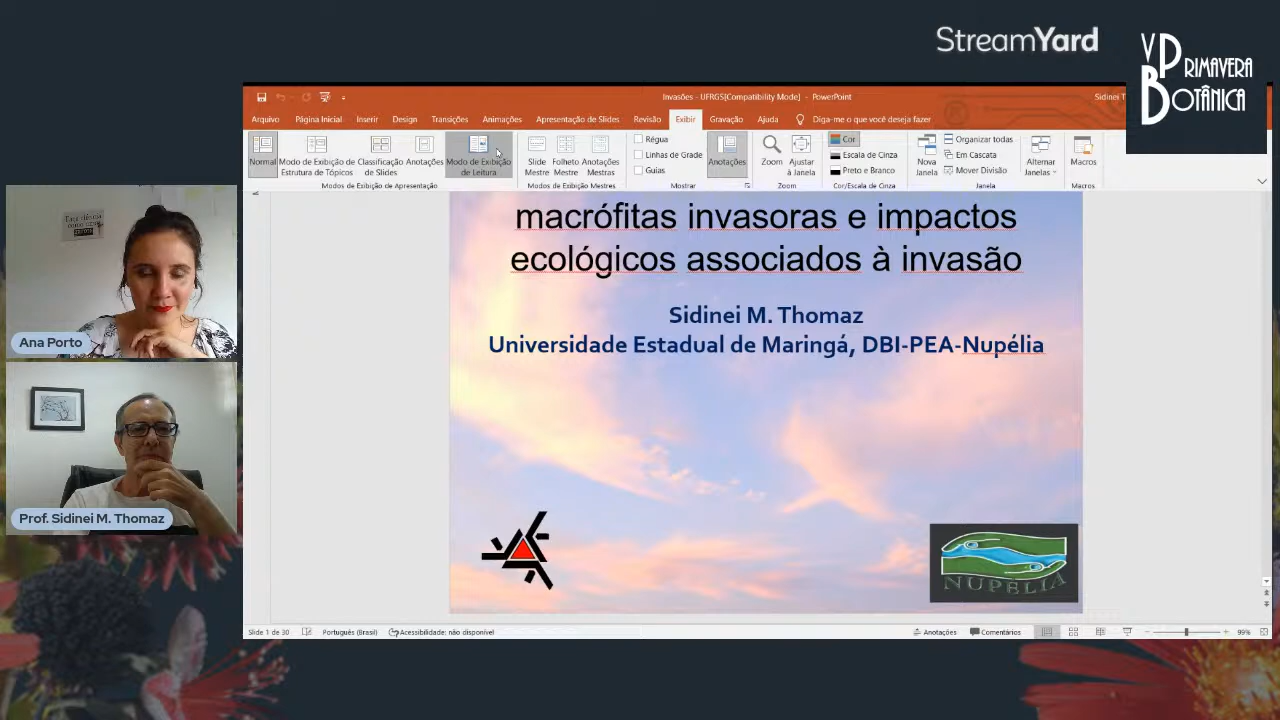 StreamYard
V PRIMAVERA
BOTÂNICA
Invasões - UFRGS[Compatibility Mode] - PowerPoint
Sidinei T
Arquivo Página Inicial Inserir Design Transições Animações Apresentação de Slides Revisão Exibir Gravação Ajuda Diga-me o que você deseja fazer
Normal
Modo de Exibição de
Estrutura de Tópicos
Classificação
de Slides
Anotações
Modo de Exibição
de Leitura
Modos de Exibição de Apresentação
Slide
Mestre
Folheto
Mestre
Anotações
Mestras
Modos de Exibição Mestres
Régua
Linhas de Grade
Guias
Mostrar
Anotações
Zoom
Ajustar
à Janela
Zoom
Cor
Escala de Cinza
Preto e Branco
Cor/Escala de Cinza
Nova
Janela
Organizar todas
Em Cascata
Mover Divisão
Alternar
Janelas
Janela
Macros
Macros
macrófitas invasoras e impactos
ecológicos associados à invasão
Sidinei M. Thomaz
Universidade Estadual de Maringá, DBI-PEA-Nupélia
NUPÉLIA
Ana Porto
Prof. Sidinei M. Thomaz
Slide 1 de 30 Português (Brasil) Acessibilidade: não disponível Anotações Comentários 99%